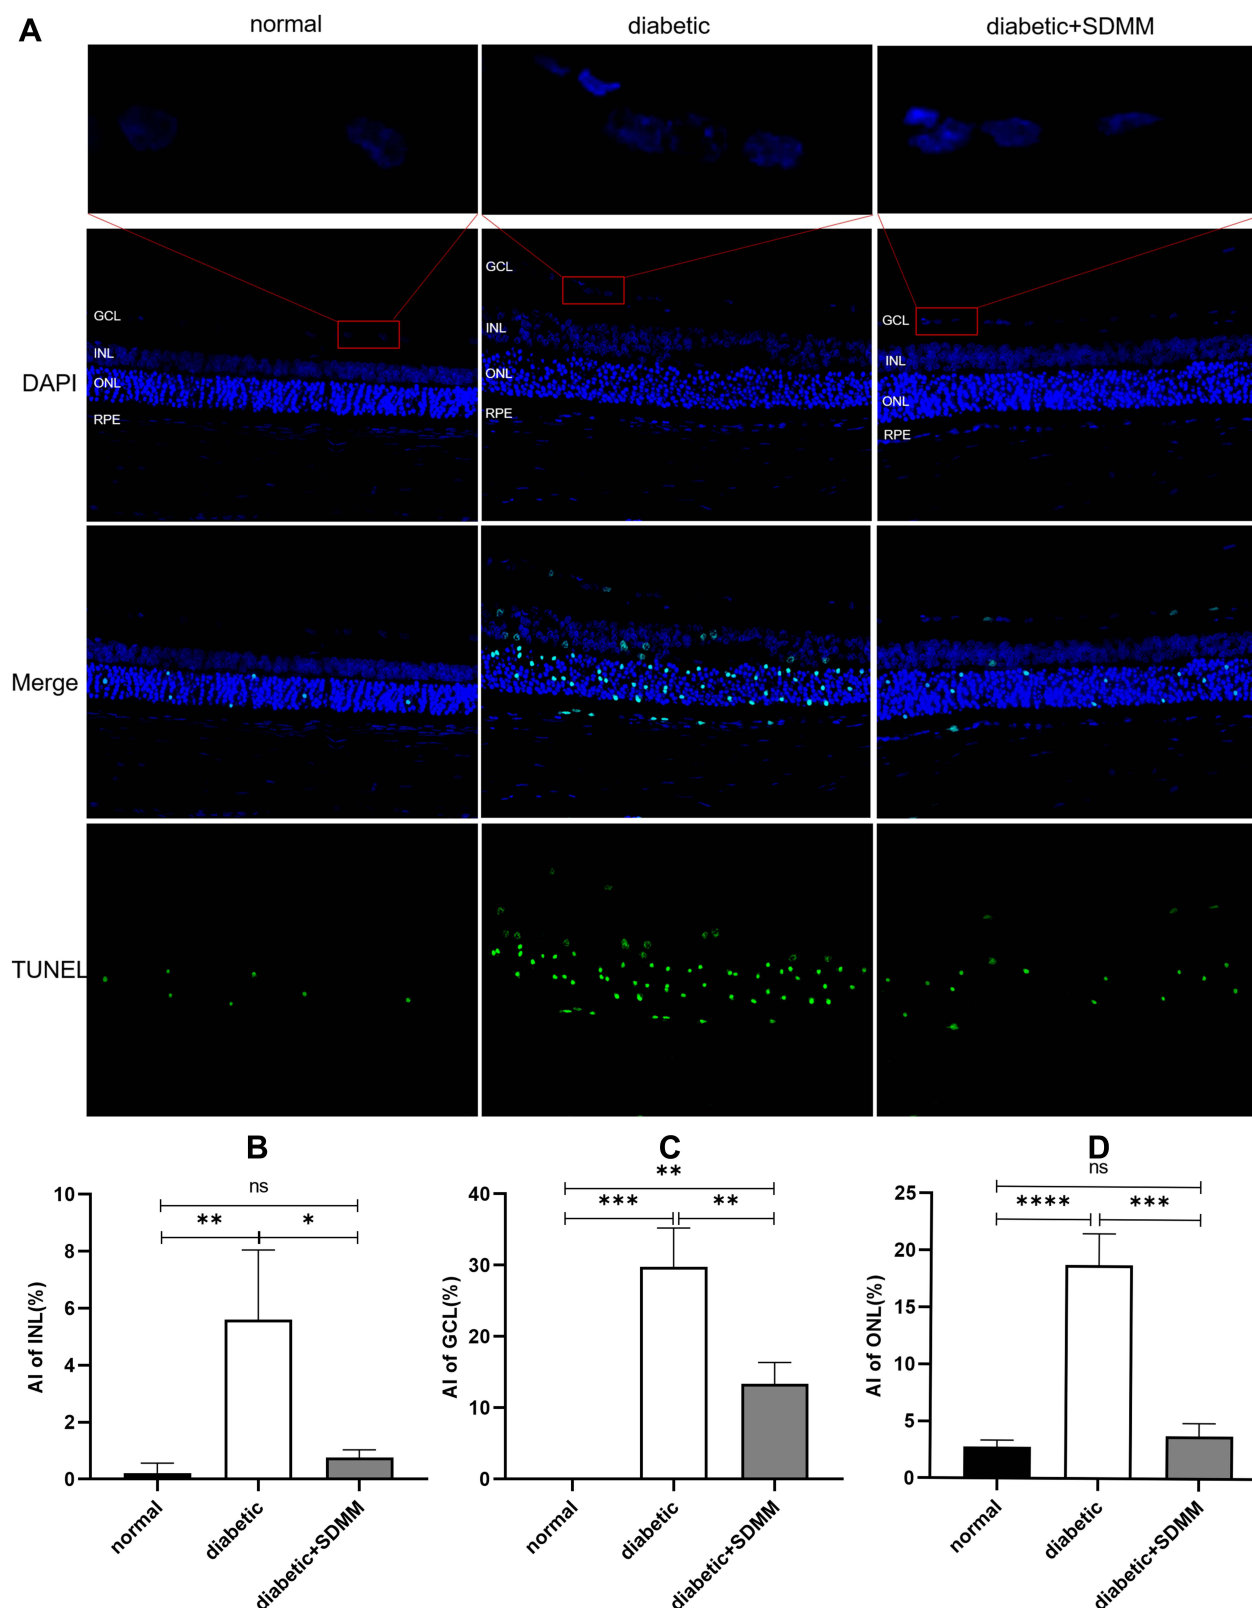 A
normal
diabetic
diabetic+SDMM
GCL
INL
ONL
RPE
GCL
INL
ONL
RPE
GCL
INL
ONL
RPE
DAPI
Merge
TUNEL
B
ns
**
*
AI of INL(%)
10
8
6
4
2
0
normal
diabetic
diabetic+SDMM
C
**
***
**
AI of GCL(%)
40
30
20
10
0
normal
diabetic
diabetic+SDMM
D
ns
****
***
AI of ONL(%)
25
20
15
10
5
0
normal
diabetic
diabetic+SDMM